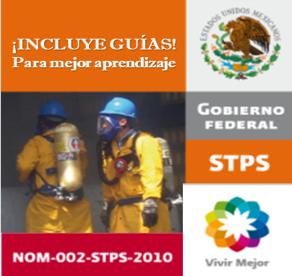 ¡INCLUYE GUÍAS!
Para mejor aprendizaje
ESTADOS UNIDOS MEXICANOS
GOBIERNO
FEDERAL
STPS
NOM-002-STPS-2010
Vivir Mejor